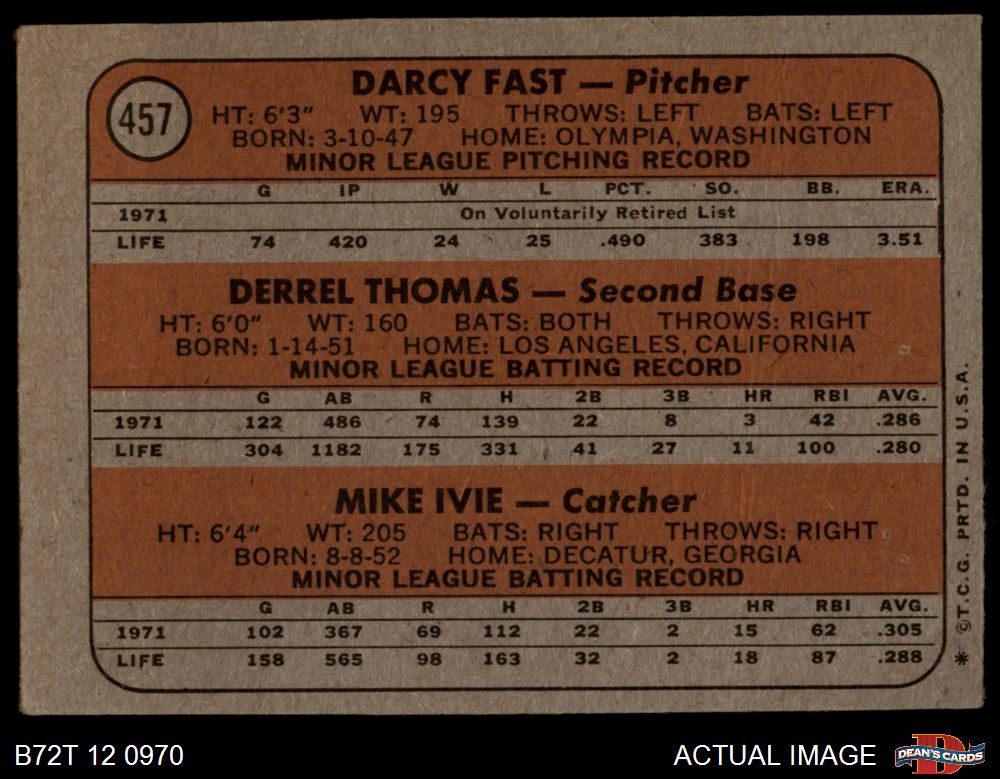 457
DARCY FAST — Pitcher
HT: 6'3" WT: 195 THROWS: LEFT BATS: LEFT
BORN: 3-10-47 HOME: OLYMPIA, WASHINGTON
MINOR LEAGUE PITCHING RECORD
G IP W L PCT. SO. BB. ERA.
1971 On Voluntarily Retired List
LIFE 74 420 24 25 .490 383 198 3.51
DERREL THOMAS — Second Base
HT: 6'0" WT: 160 BATS: BOTH THROWS: RIGHT
BORN: 1-14-51 HOME: LOS ANGELES, CALIFORNIA
MINOR LEAGUE BATTING RECORD
G AB R H 2B 3B HR RBI AVG.
1971 122 486 74 139 22 8 3 42 .286
LIFE 304 1182 175 331 41 27 11 100 .280
MIKE IVIE — Catcher
HT: 6'4" WT: 205 BATS: RIGHT THROWS: RIGHT
BORN: 8-8-52 HOME: DECATUR, GEORGIA
MINOR LEAGUE BATTING RECORD
G AB R H 2B 3B HR RBI AVG.
1971 102 367 69 112 22 2 15 62 .305
LIFE 158 565 98 163 32 2 18 87 .288
* ©T.C.G. PRTD. IN U.S.A.
B72T 12 0970
ACTUAL IMAGE
DEAN'S CARDS